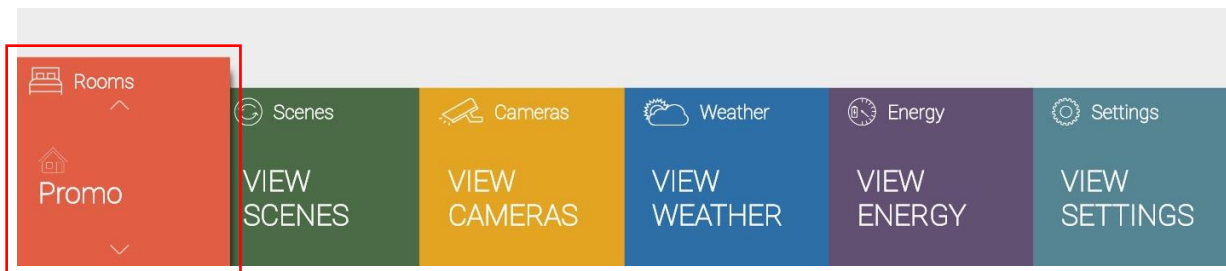 Rooms
Promo
Scenes
VIEW
SCENES
Cameras
VIEW
CAMERAS
Weather
VIEW
WEATHER
Energy
VIEW
ENERGY
Settings
VIEW
SETTINGS